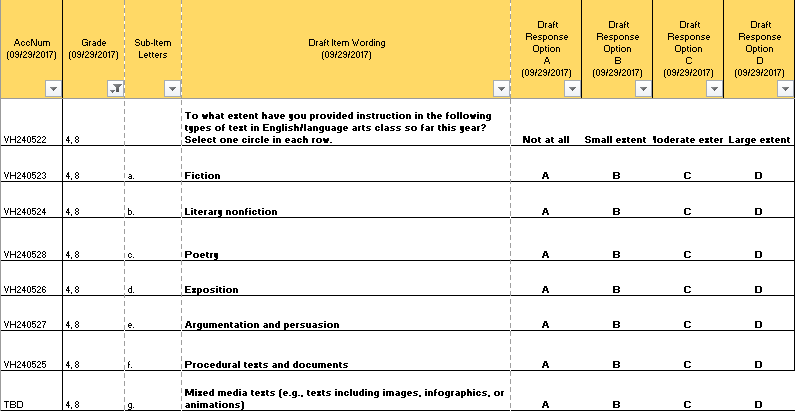 AccNum (09/29/2017)
Grade (09/29/2017)
Sub-Item Letters
Draft Item Wording (09/29/2017)
Draft Response Option A (09/29/2017)
Draft Response Option B (09/29/2017)
Draft Response Option C (09/29/2017)
Draft Response Option D (09/29/2017)
VH240522 4, 8 To what extent have you provided instruction in the following
types of text in English/language arts class so far this year?
Select one circle in each row. Not at all Small extent Moderate exter Large extent
VH240523 4, 8 a. Fiction A B C D
VH240524 4, 8 b. Literary nonfiction A B C D
VH240528 4, 8 c. Poetry A B C D
VH240526 4, 8 d. Exposition A B C D
VH240527 4, 8 e. Argumentation and persuasion A B C D
VH240525 4, 8 f. Procedural texts and documents A B C D
TBD 4, 8 g. Mixed media texts (e.g., texts including images, infographics, or
animations) A B C D